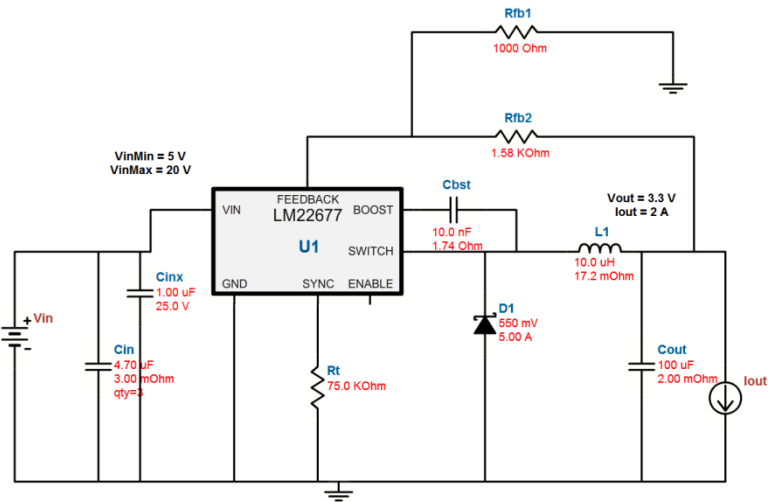 Rfb1
1000 Ohm
Rfb2
1.58 KOhm
VinMin = 5 V
VinMax = 20 V
FEEDBACK
LM22677
VIN
BOOST
U1
SWITCH
GND
SYNC
ENABLE
Cbst
10.0 nF
1.74 Ohm
Vout = 3.3 V
Iout = 2 A
L1
10.0 uH
17.2 mOhm
Cinx
1.00 uF
25.0 V
+ Vin
-
Cin
4.70 uF
3.00 mOhm
qty=3
Rt
75.0 KOhm
D1
550 mV
5.00 A
Cout
100 uF
2.00 mOhm
Iout